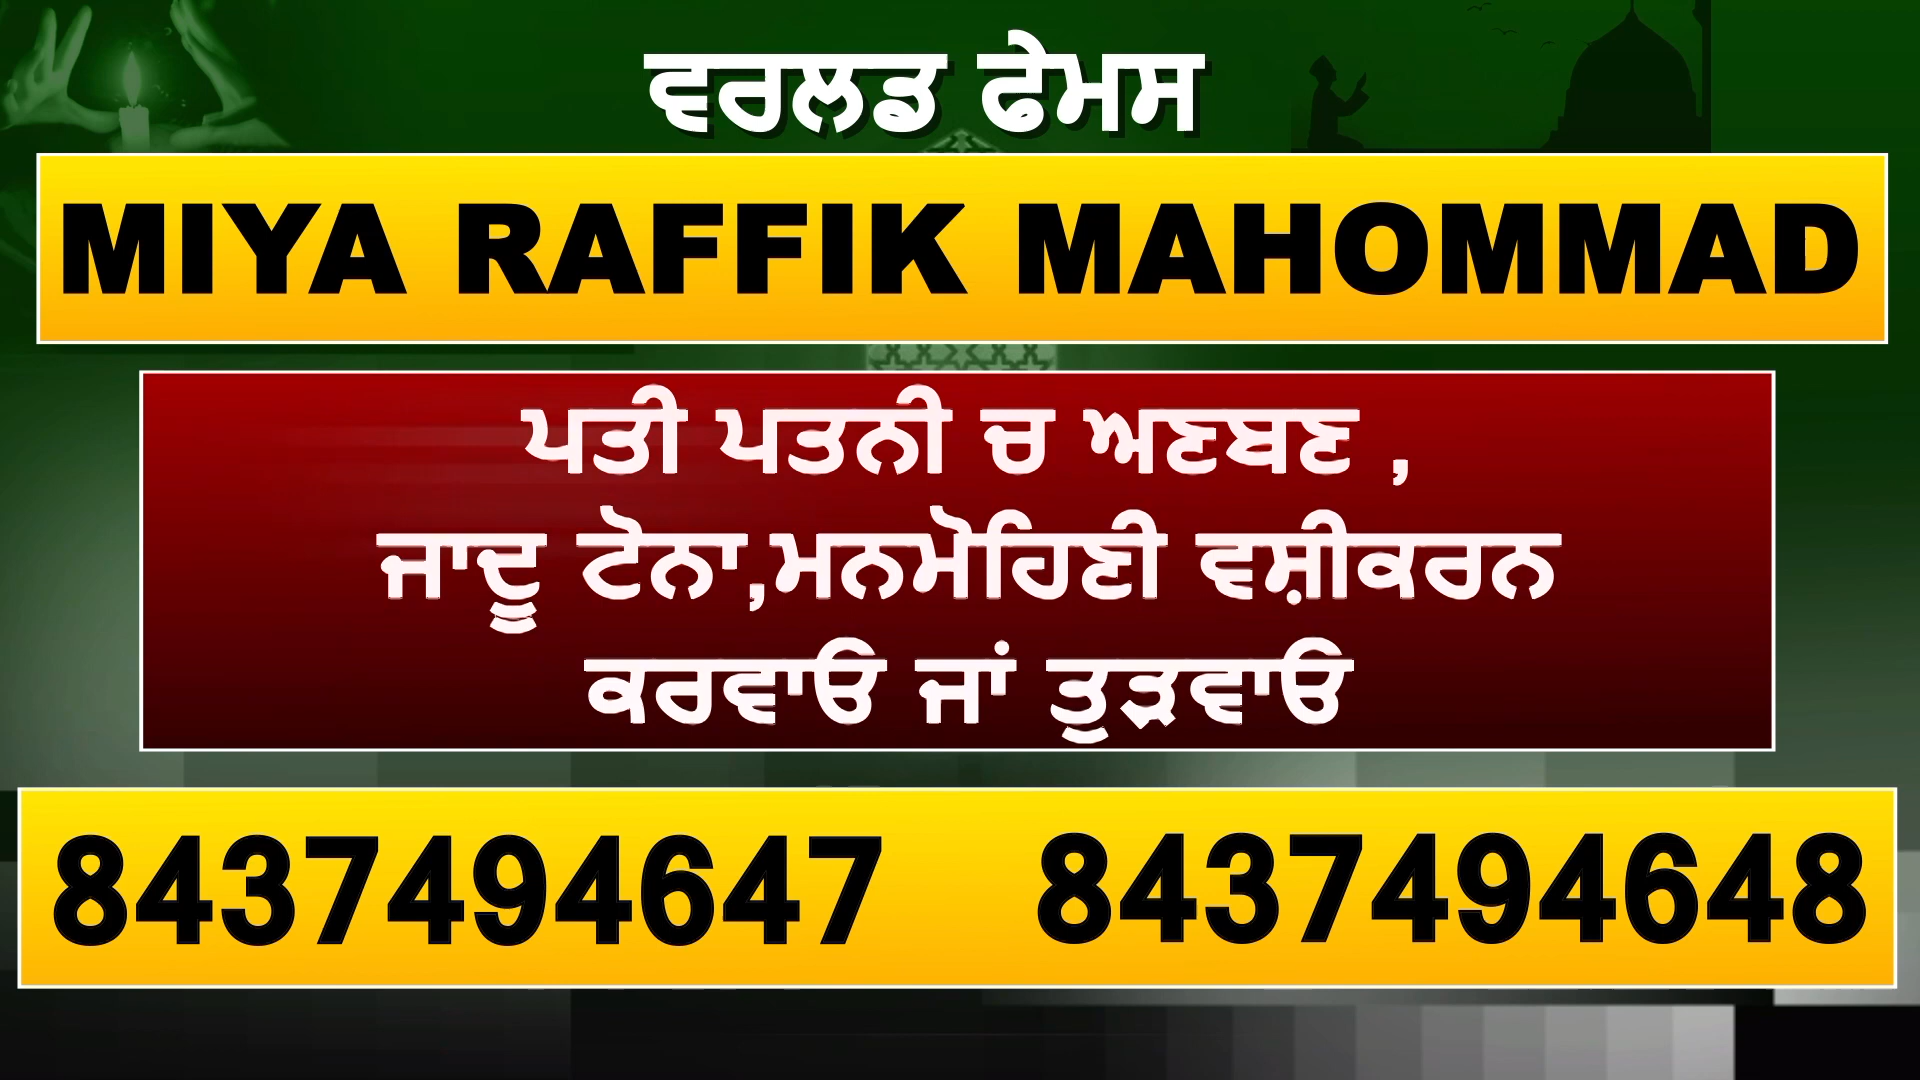 ਵਰਲਡ ਫੇਮਸ
MIYA RAFFIK MAHOMMAD
ਪਤੀ ਪਤਨੀ ਚ ਅਣਬਣ ,
ਜਾਦੂ ਟੋਨਾ,ਮਨਮੋਹਿਣੀ ਵਸ਼ੀਕਰਨ
ਕਰਵਾਓ ਜਾਂ ਤੁੜਵਾਓ
8437494647 8437494648